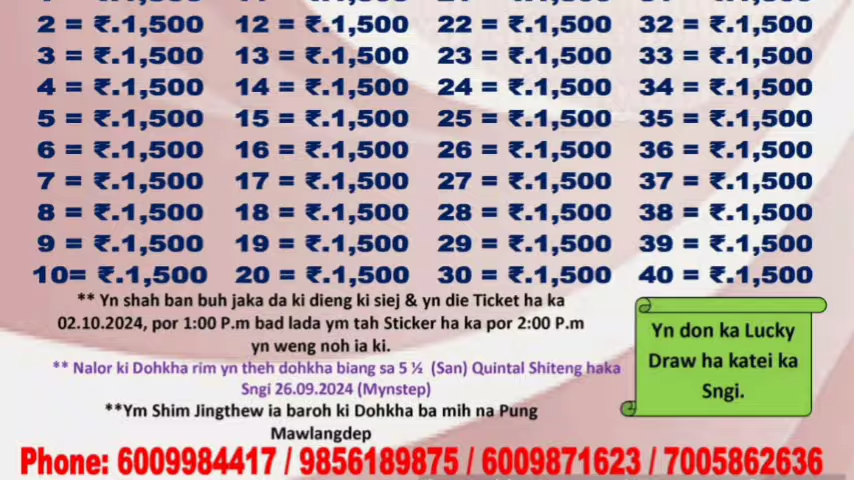 2 = ₹.1,500 12 = ₹.1,500 22 = ₹.1,500 32 = ₹.1,500
3 = ₹.1,500 13 = ₹.1,500 23 = ₹.1,500 33 = ₹.1,500
4 = ₹.1,500 14 = ₹.1,500 24 = ₹.1,500 34 = ₹.1,500
5 = ₹.1,500 15 = ₹.1,500 25 = ₹.1,500 35 = ₹.1,500
6 = ₹.1,500 16 = ₹.1,500 26 = ₹.1,500 36 = ₹.1,500
7 = ₹.1,500 17 = ₹.1,500 27 = ₹.1,500 37 = ₹.1,500
8 = ₹.1,500 18 = ₹.1,500 28 = ₹.1,500 38 = ₹.1,500
9 = ₹.1,500 19 = ₹.1,500 29 = ₹.1,500 39 = ₹.1,500
10= ₹.1,500 20 = ₹.1,500 30 = ₹.1,500 40 = ₹.1,500
** Yn shah ban buh jaka da ki dieng ki siej & yn die Ticket ha ka
02.10.2024, por 1:00 P.m bad lada ym tah Sticker ha ka por 2:00 P.m
yn weng noh ia ki.
** Nalor ki Dohkha rim yn theh dohkha biang sa 5 ½ (San) Quintal Shiteng haka
Sngi 26.09.2024 (Mynstep)
**Ym Shim Jingthew ia baroh ki Dohkha ba mih na Pung
Mawlangdep
Yn don ka Lucky
Draw ha katei ka
Sngi.
Phone: 6009984417 / 9856189875 / 6009871623 / 7005862636